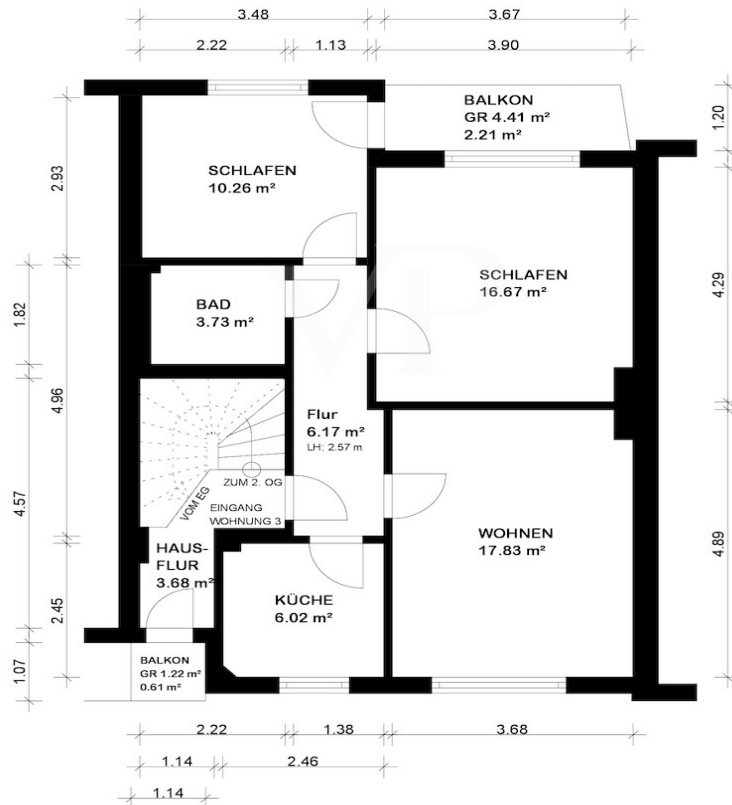 3.48
3.67
2.22
1.13
3.90
BALKON
GR 4.41 m²
2.21 m²
1.20
2.93
SCHLAFEN
10.26 m²
SCHLAFEN
16.67 m²
4.29
1.82
BAD
3.73 m²
VP
4.96
Flur
6.17 m²
LH: 2.57 m
ZUM 2. OG
VOM EG
EINGANG
WOHNUNG 3
4.57
HAUS-
FLUR
3.68 m²
WOHNEN
17.83 m²
4.89
2.45
KÜCHE
6.02 m²
1.07
BALKON
GR 1.22 m²
0.61 m²
2.22
1.38
3.68
1.14
2.46
1.14